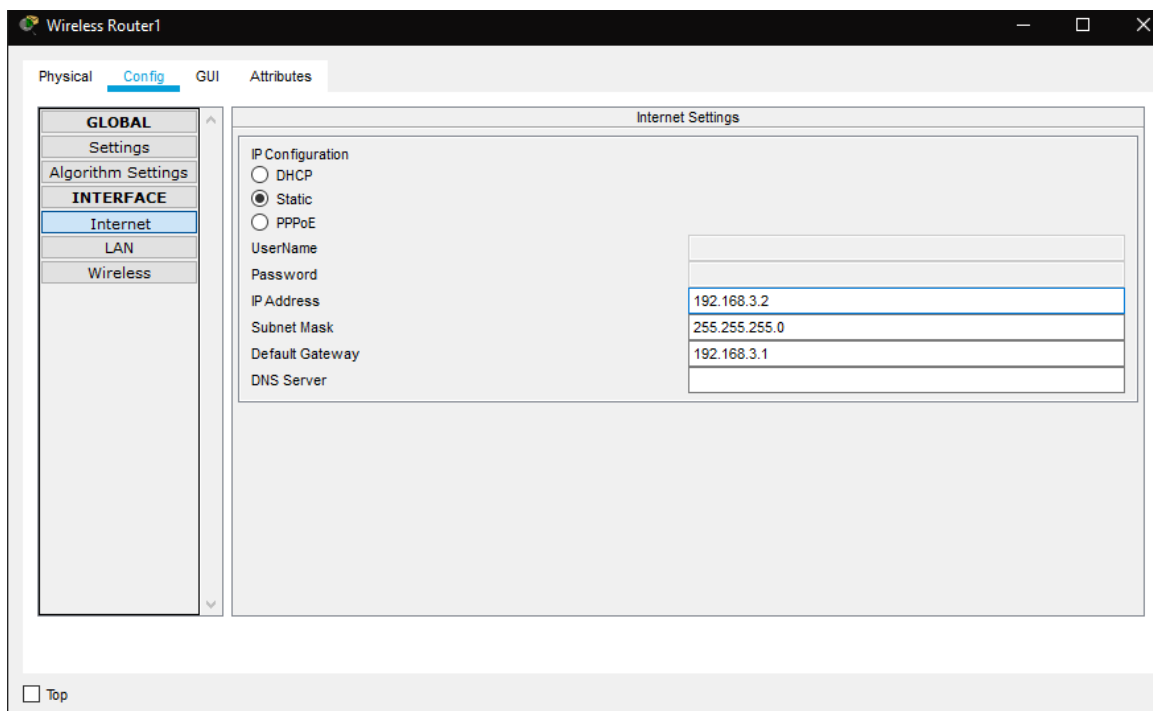 Wireless Router1
Physical Config GUI Attributes
GLOBAL
Settings
Algorithm Settings
INTERFACE
Internet
LAN
Wireless
Internet Settings
IP Configuration
DHCP
Static
PPPoE
UserName
Password
IP Address 192.168.3.2
Subnet Mask 255.255.255.0
Default Gateway 192.168.3.1
DNS Server
Top